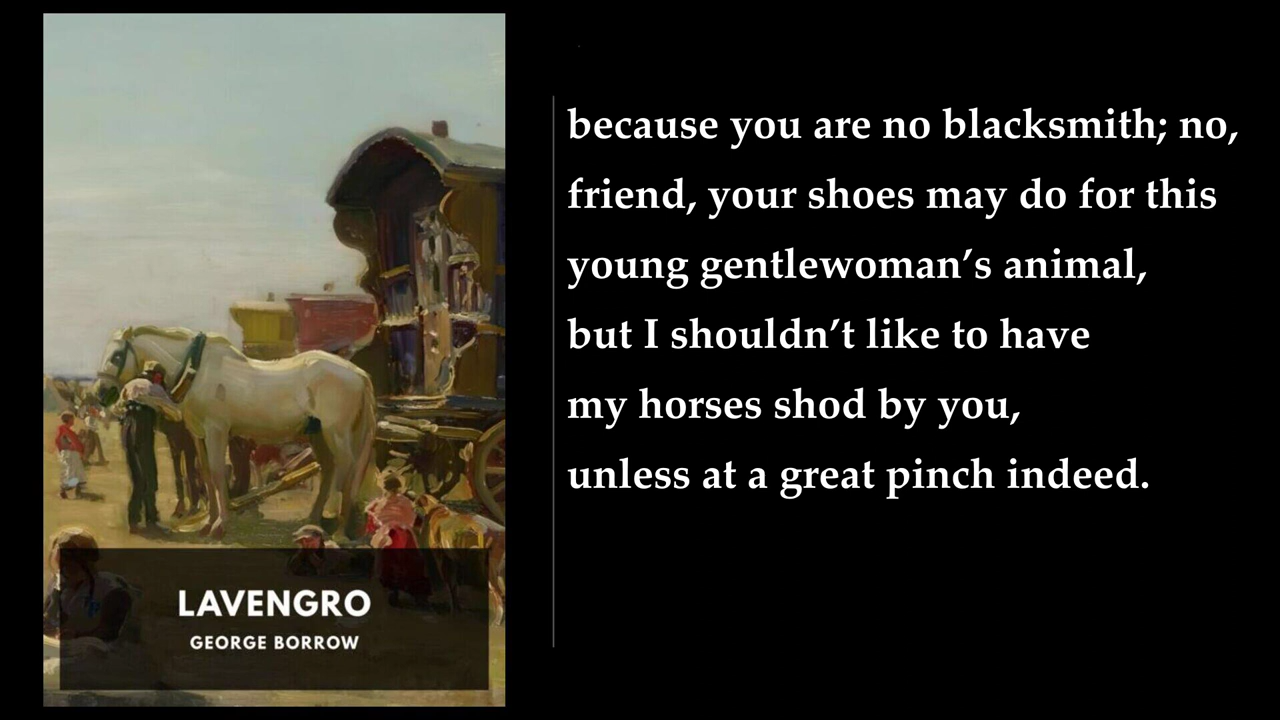 LAVENGRO
GEORGE BORROW
because you are no blacksmith; no,
friend, your shoes may do for this
young gentlewoman’s animal,
but I shouldn’t like to have
my horses shod by you,
unless at a great pinch indeed.